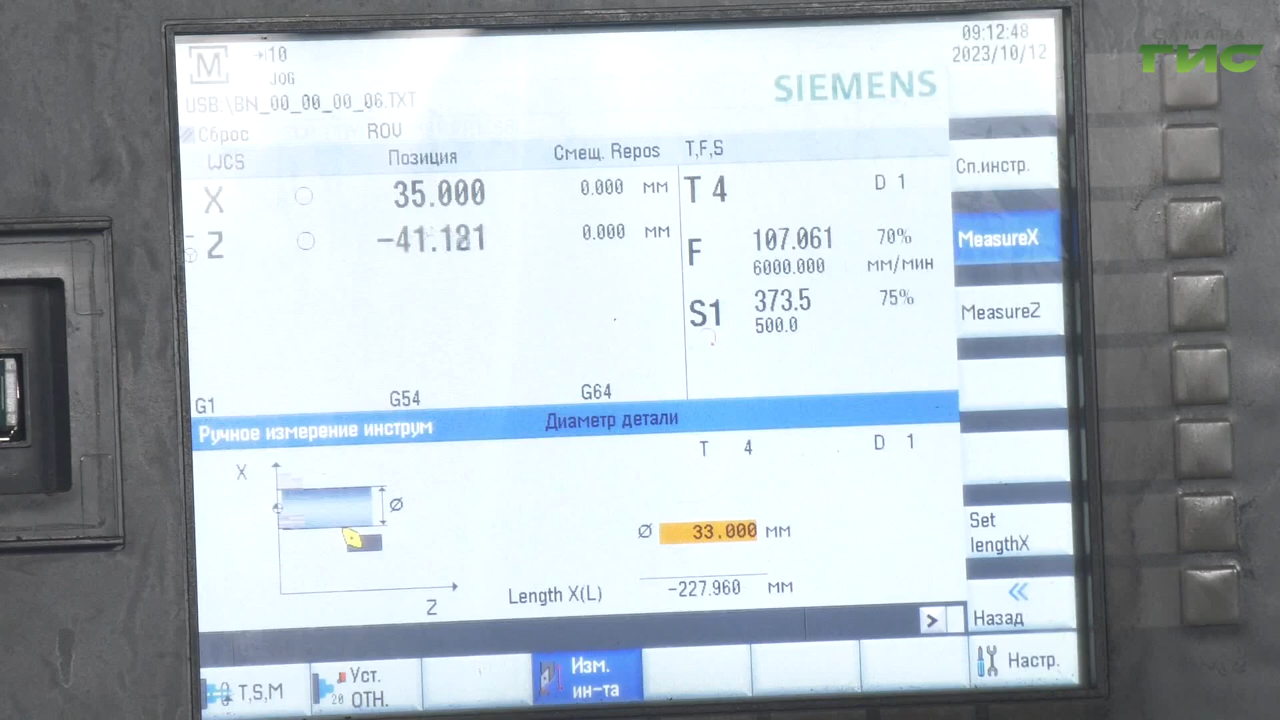 САМАРА
ГИС
09:12:48
2023/10/12
M
10
JOG
SIEMENS
USB:\BN_00_00_00_06.TXT
Сброс
ROV
WCS Позиция Смещ. Repos T,F,S
X 35.000 0.000 мм T 4 D 1
Z -41.121 0.000 мм
F 107.061 70%
6000.000 мм/мин
S1 373.5 75%
500.0
G1 G54 G64
Ручное измерение инструм Диаметр детали
T 4 D 1
X
Ø
Ø 33.000 мм
Z
Length X(L) -227.960 мм
Сп.инстр.
MeasureX
MeasureZ
Set
lengthX
«
Назад
>
T,S,M
Уст.
ОТН.
20
Изм.
ин-та
Настр.